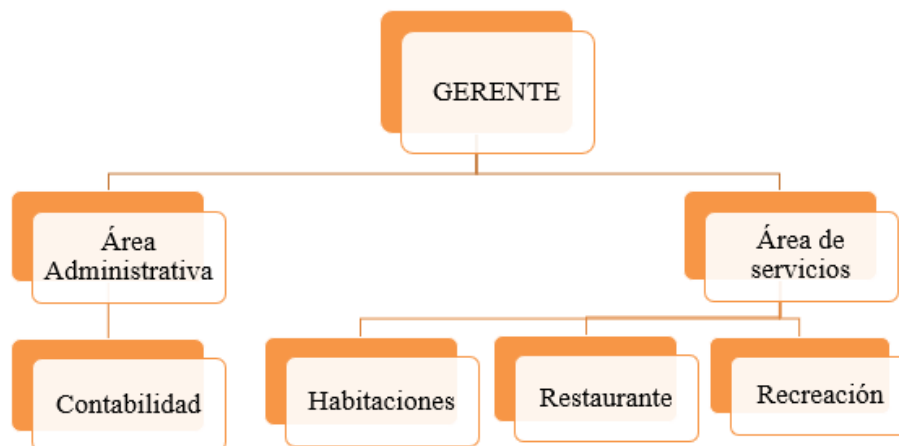 GERENTE
Área
Administrativa
Área de
servicios
Contabilidad
Habitaciones
Restaurante
Recreación